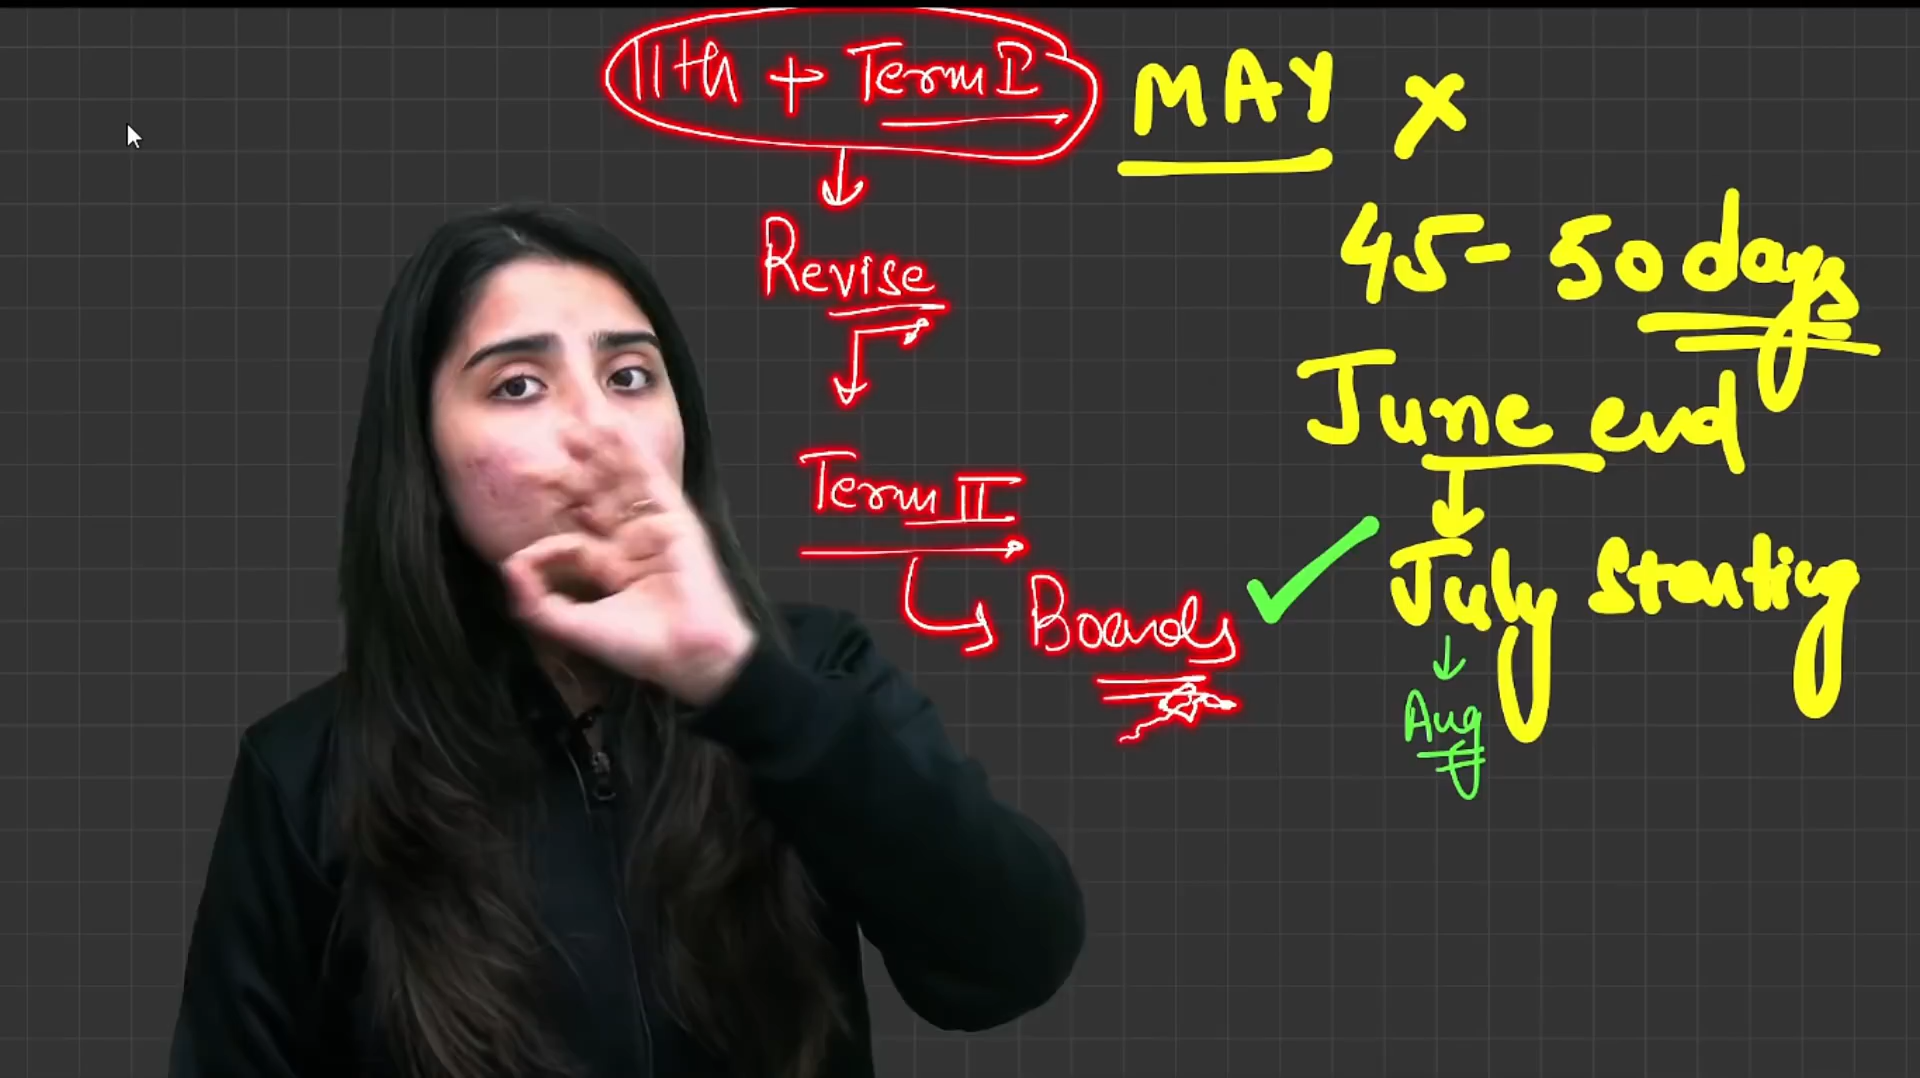 11th + Term I
Revise
Term II
Boards
MAY x
45-50 days
June end
July Starting
Aug